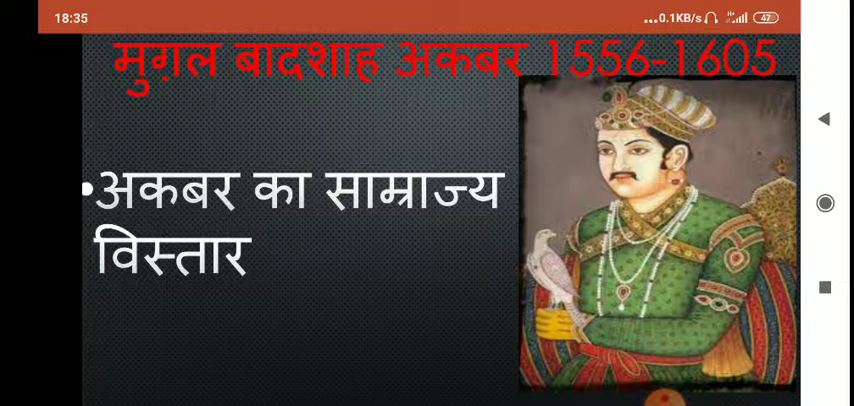 18:35
...0.1KB/s 47
मुग़ल बादशाह अकबर 1556-1605
•अकबर का साम्राज्य
विस्तार